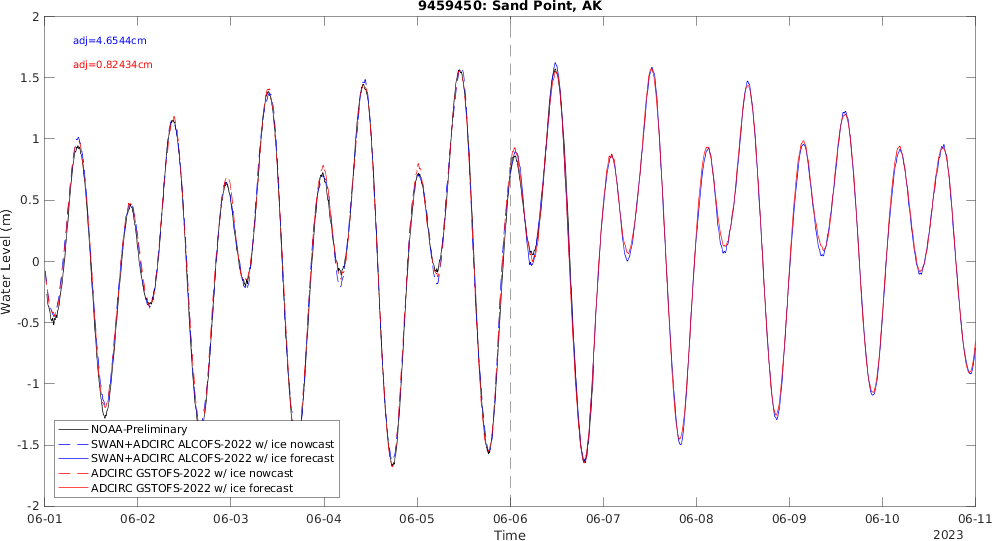 9459450: Sand Point, AK
2
1.5
1
0.5
0
-0.5
-1
-1.5
-2
Water Level (m)
adj=4.6544cm
adj=0.82434cm
NOAA-Preliminary
SWAN+ADCIRC ALCOFS-2022 w/ ice nowcast
SWAN+ADCIRC ALCOFS-2022 w/ ice forecast
ADCIRC GSTOFS-2022 w/ ice nowcast
ADCIRC GSTOFS-2022 w/ ice forecast
06-01 06-02 06-03 06-04 06-05 06-06 06-07 06-08 06-09 06-10 06-11
Time
2023